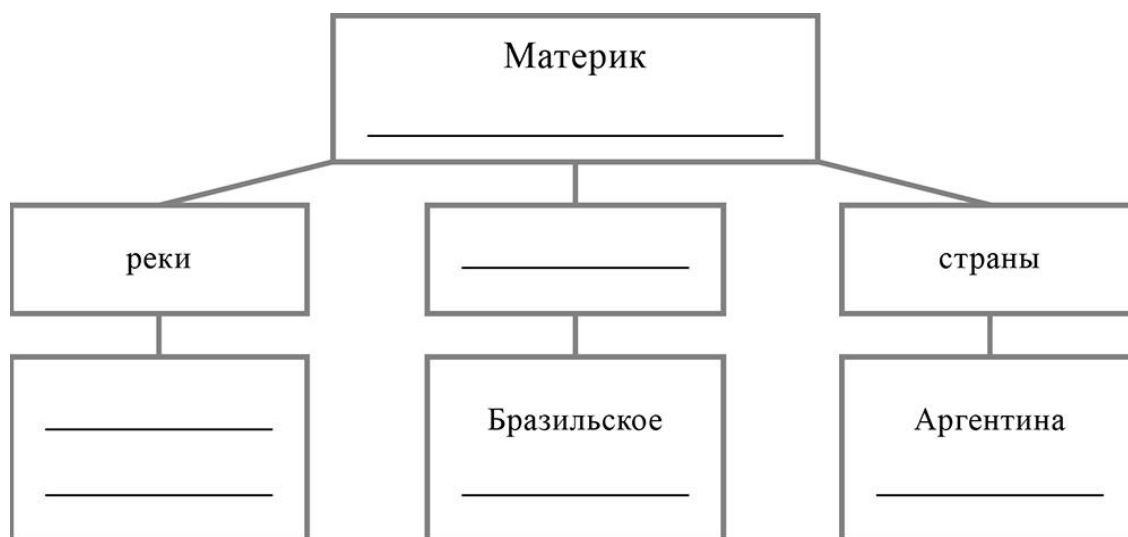 Материк
реки
страны
Бразильское
Аргентина